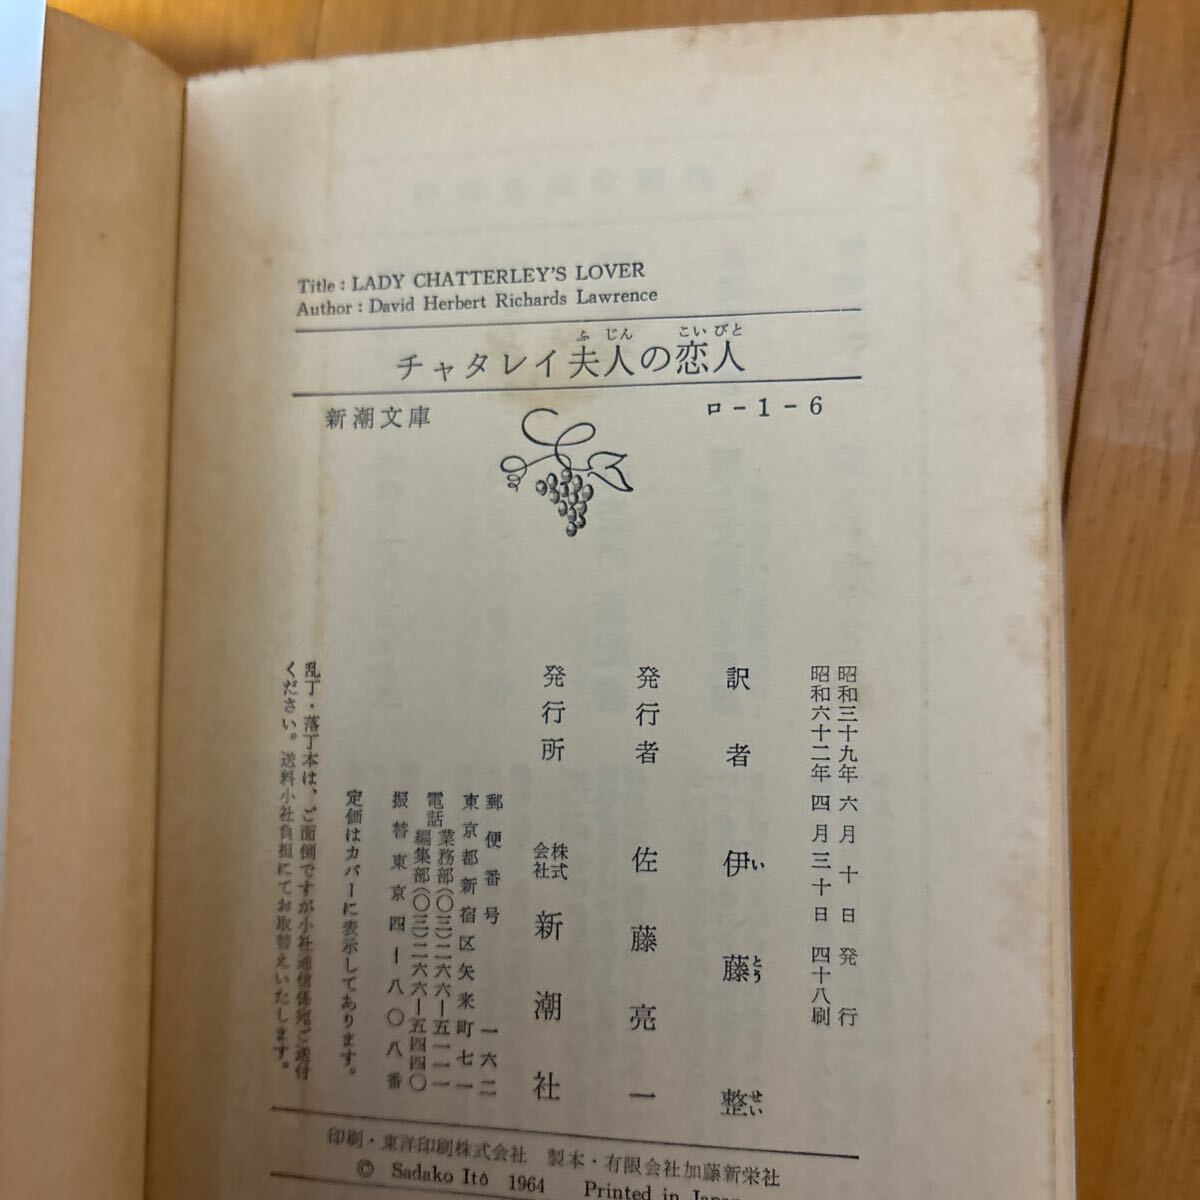 Title : LADY CHATTERLEY'S LOVER
Author : David Herbert Richards Lawrence
チャタレイ夫人の恋人
ふ じん こい びと
新潮文庫
ロ-1-6
昭和三十九年六月十日発行
昭和六十二年四月三十日四十八刷
訳者 伊藤整
い とう せい
発行者 佐藤亮一
発行所 株式会社 新潮社
郵便番号 一六二
東京都新宿区矢来町七一
電話 業務部(〇三)二六六―五一一一
編集部(〇三)二六六―五四四〇
振替東京四―八〇八番
定価はカバーに表示してあります。
乱丁・落丁本は、ご面倒ですが小社通信係宛ご送付
ください。送料小社負担にてお取替えいたします。
印刷・東洋印刷株式会社 製本・有限会社加藤新栄社
© Sadako Itô 1964 Printed in Japan